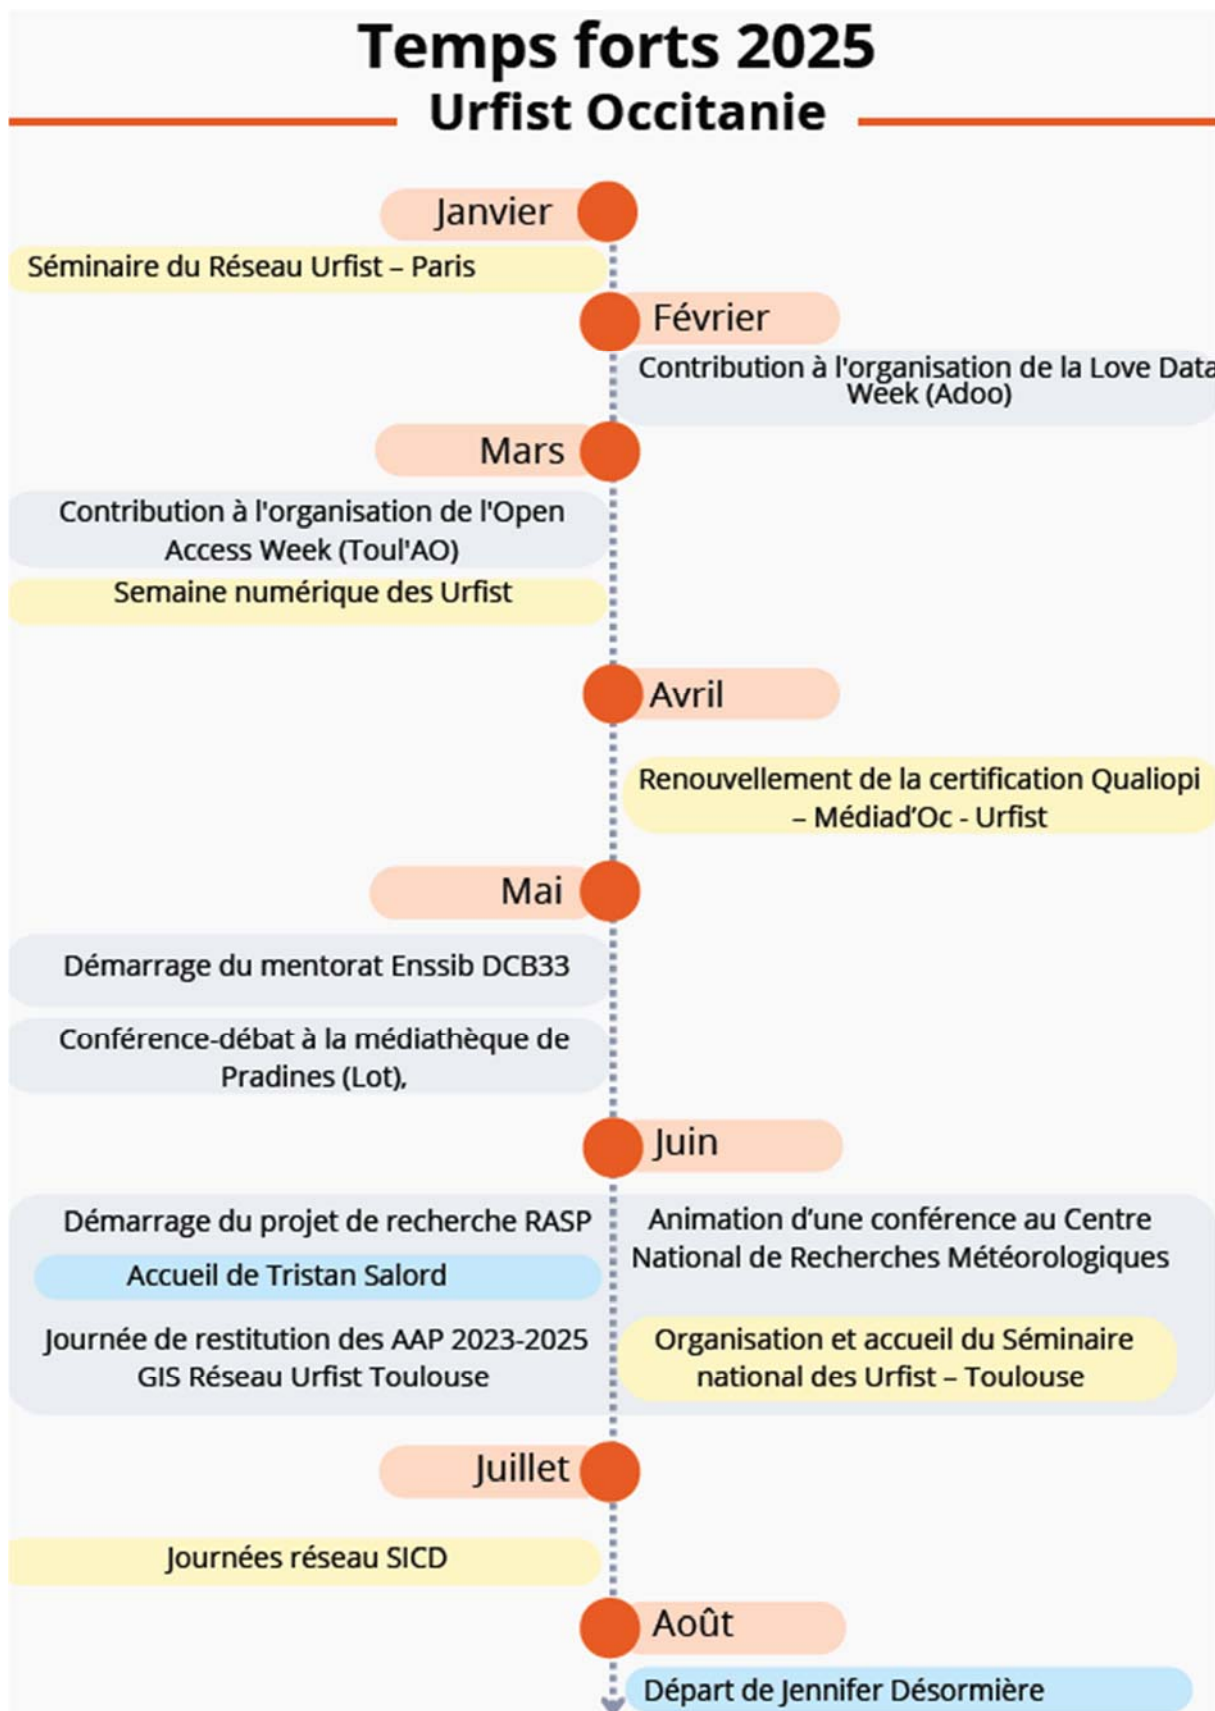 Temps forts 2025
Urfist Occitanie
Janvier
Séminaire du Réseau Urfist – Paris
Février
Contribution à l'organisation de la Love Data
Week (Adoo)
Mars
Contribution à l'organisation de l'Open
Access Week (Toul'AO)
Semaine numérique des Urfist
Avril
Renouvellement de la certification Qualiopi
– Médiad’Oc - Urfist
Mai
Démarrage du mentorat Enssib DCB33
Conférence-débat à la médiathèque de
Pradines (Lot),
Juin
Démarrage du projet de recherche RASP
Accueil de Tristan Salord
Journée de restitution des AAP 2023-2025
GIS Réseau Urfist Toulouse
Animation d’une conférence au Centre
National de Recherches Météorologiques
Organisation et accueil du Séminaire
national des Urfist – Toulouse
Juillet
Journées réseau SICD
Août
Départ de Jennifer Désormière